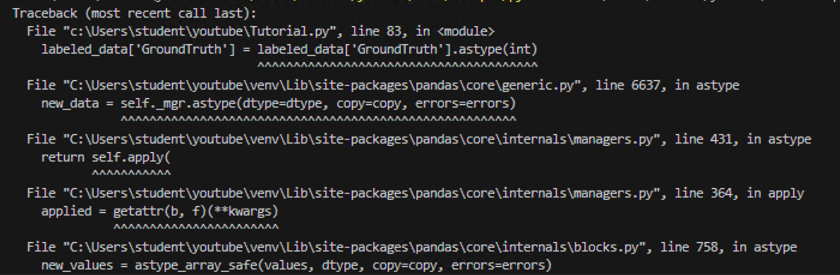 Traceback (most recent call last):
  File "c:\Users\student\youtube\Tutorial.py", line 83, in <module>
    labeled_data['GroundTruth'] = labeled_data['GroundTruth'].astype(int)
                                  ^^^^^^^^^^^^^^^^^^^^^^^^^^^^^^^^^^^^^^^
  File "C:\Users\student\youtube\venv\Lib\site-packages\pandas\core\generic.py", line 6637, in astype
    new_data = self._mgr.astype(dtype=dtype, copy=copy, errors=errors)
               ^^^^^^^^^^^^^^^^^^^^^^^^^^^^^^^^^^^^^^^^^^^^^^^^^^^^^^^
  File "C:\Users\student\youtube\venv\Lib\site-packages\pandas\core\internals\managers.py", line 431, in astype
    return self.apply(
           ^^^^^^^^^^^
  File "C:\Users\student\youtube\venv\Lib\site-packages\pandas\core\internals\managers.py", line 364, in apply
    applied = getattr(b, f)(**kwargs)
              ^^^^^^^^^^^^^^^^^^^^^^^
  File "C:\Users\student\youtube\venv\Lib\site-packages\pandas\core\internals\blocks.py", line 758, in astype
    new_values = astype_array_safe(values, dtype, copy=copy, errors=errors)